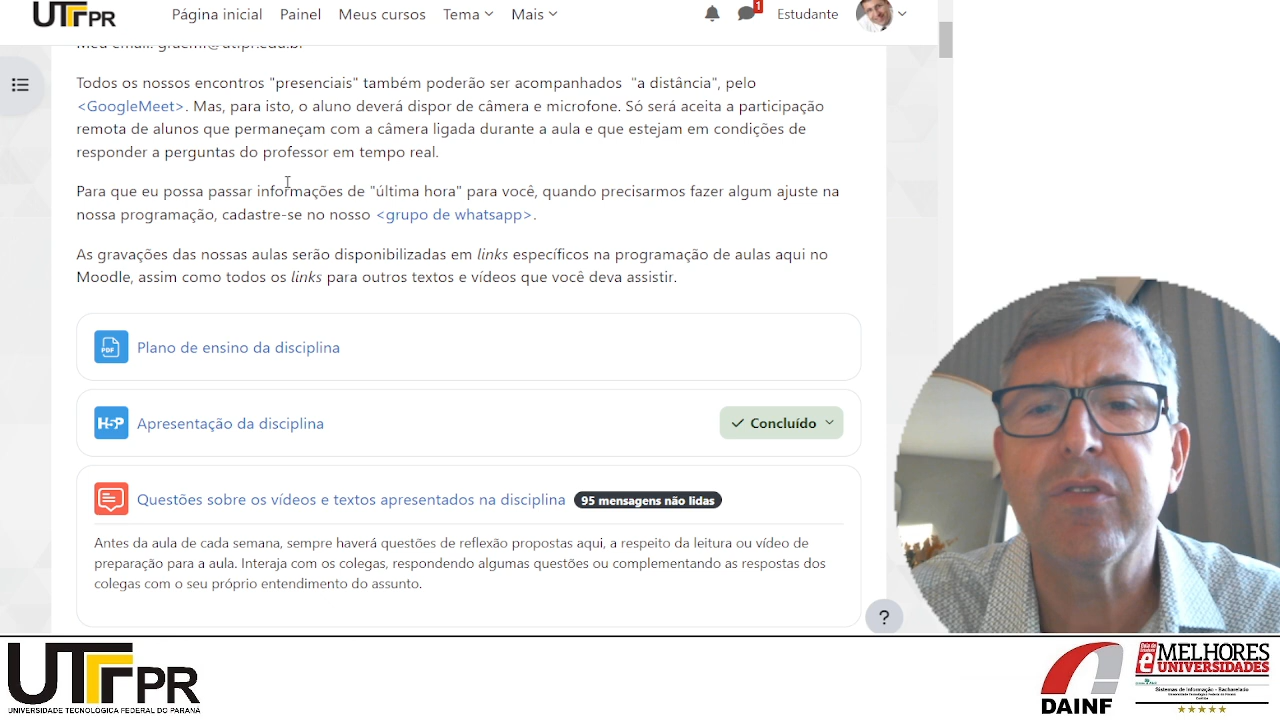 UTFPR
Página inicial
Painel
Meus cursos
Tema
Mais
1
Estudante
Todos os nossos encontros "presenciais" também poderão ser acompanhados "a distância", pelo
<GoogleMeet>. Mas, para isto, o aluno deverá dispor de câmera e microfone. Só será aceita a participação
remota de alunos que permaneçam com a câmera ligada durante a aula e que estejam em condições de
responder a perguntas do professor em tempo real.
Para que eu possa passar informações de "última hora" para você, quando precisarmos fazer algum ajuste na
nossa programação, cadastre-se no nosso <grupo de whatsapp>.
As gravações das nossas aulas serão disponibilizadas em links específicos na programação de aulas aqui no
Moodle, assim como todos os links para outros textos e vídeos que você deva assistir.
PDF
Plano de ensino da disciplina
H5P
Apresentação da disciplina
Concluído
Questões sobre os vídeos e textos apresentados na disciplina
95 mensagens não lidas
Antes da aula de cada semana, sempre haverá questões de reflexão propostas aqui, a respeito da leitura ou vídeo de
preparação para a aula. Interaja com os colegas, respondendo algumas questões ou complementando as respostas dos
colegas com o seu próprio entendimento do assunto.
?
UTFPR
UNIVERSIDADE TECNOLÓGICA FEDERAL DO PARANÁ
DAINF
MELHORES
UNIVERSIDADES
Sistemas de Informação - Bacharelado
Universidade Tecnológica Federal do Paraná
Curitiba